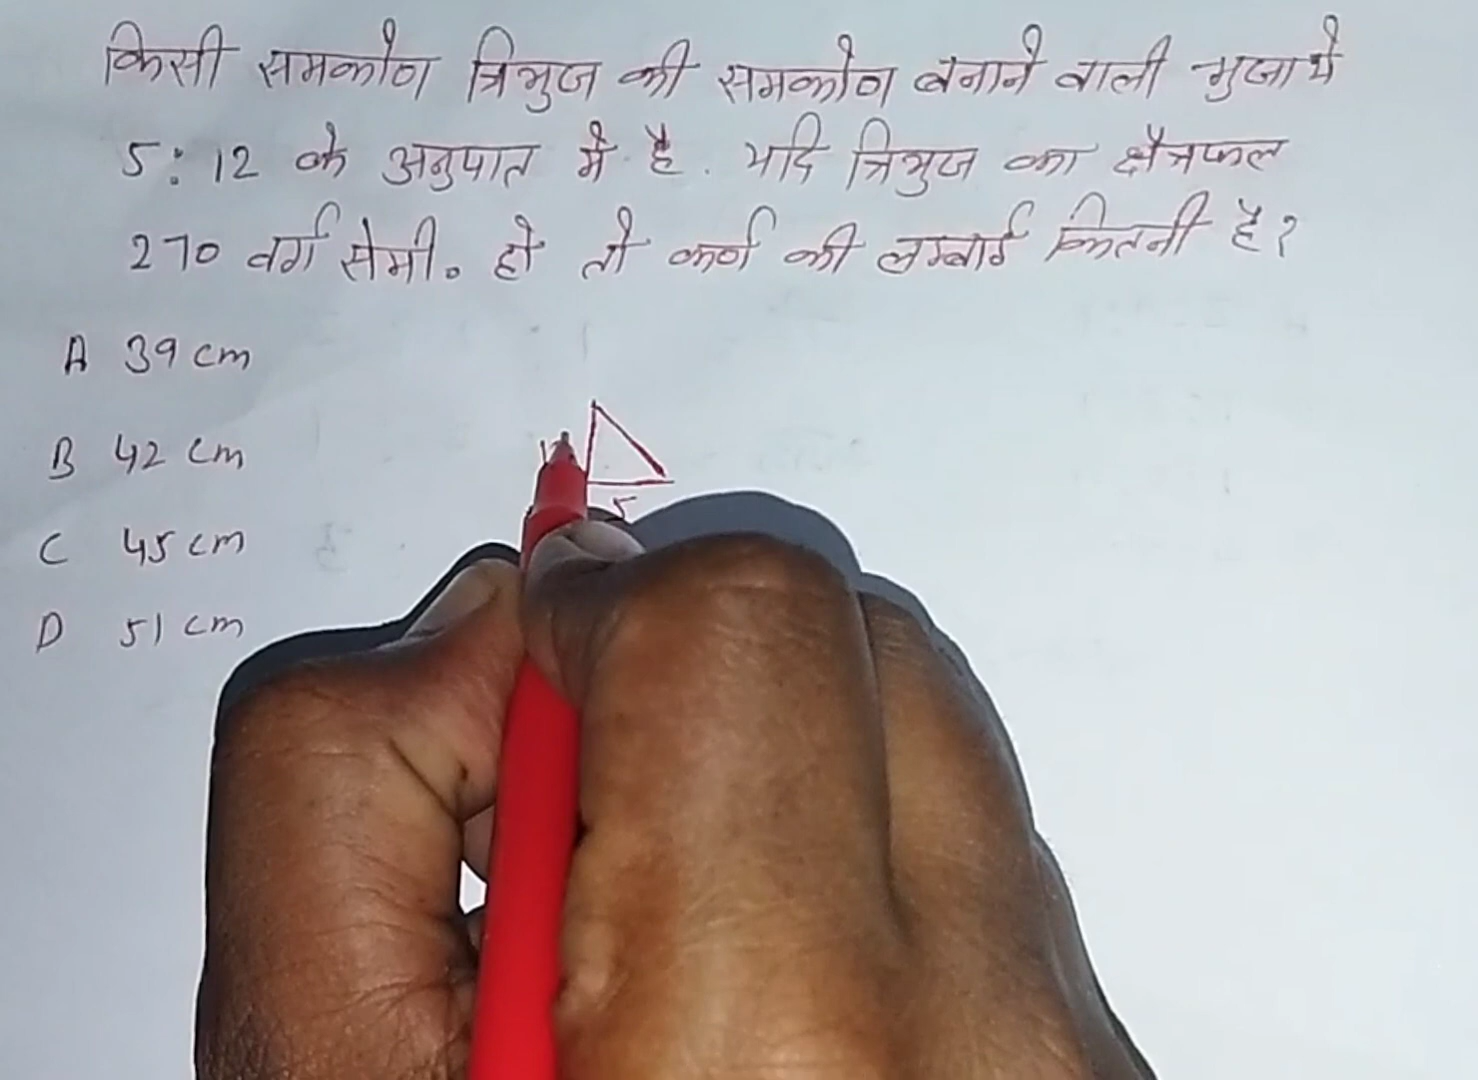 किसी समकोण त्रिभुज की समकोण बनाने वाली भुजाये
5:12 के अनुपात मे है. यदि त्रिभुज का क्षैत्रफल
270 वर्ग सेमी. हो तो कर्ण की लम्बाई कितनी है?
A 39 cm
B 42 cm
C 45 cm
D 51 cm
1
5